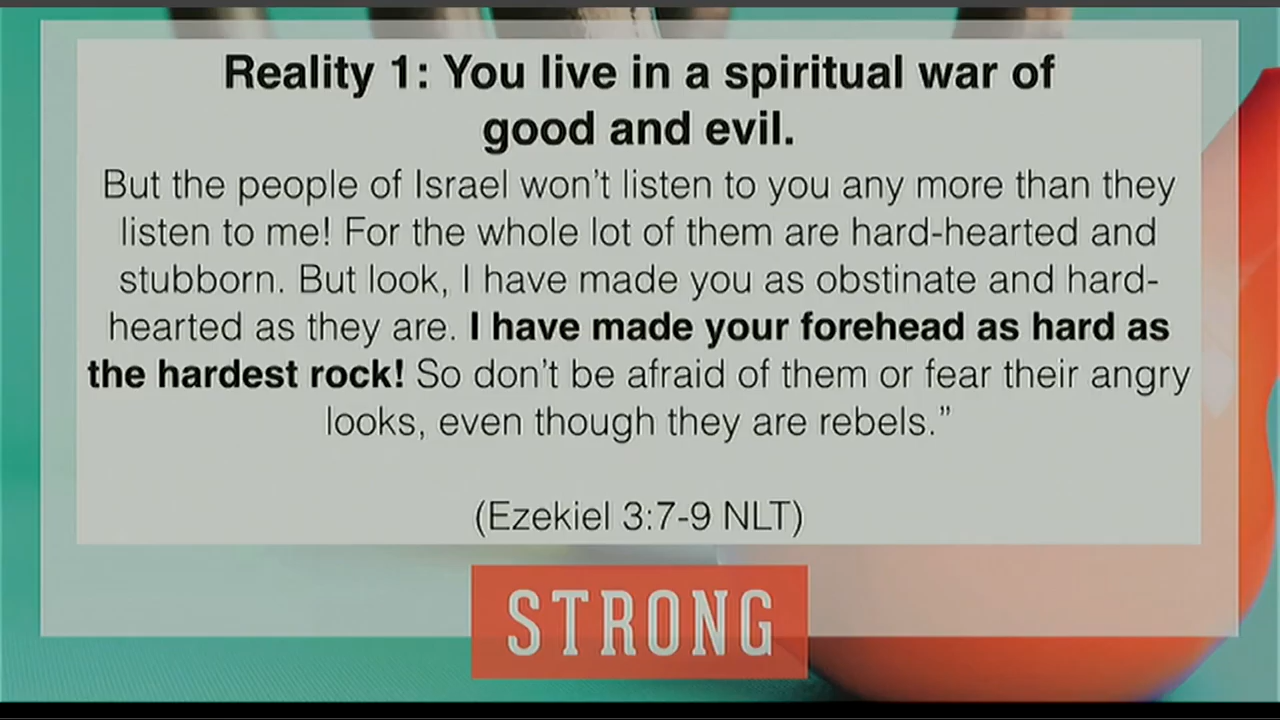 Reality 1: You live in a spiritual war of
good and evil.
But the people of Israel won’t listen to you any more than they
listen to me! For the whole lot of them are hard-hearted and
stubborn. But look, I have made you as obstinate and hard-
hearted as they are. I have made your forehead as hard as
the hardest rock! So don’t be afraid of them or fear their angry
looks, even though they are rebels.”
(Ezekiel 3:7-9 NLT)
STRONG